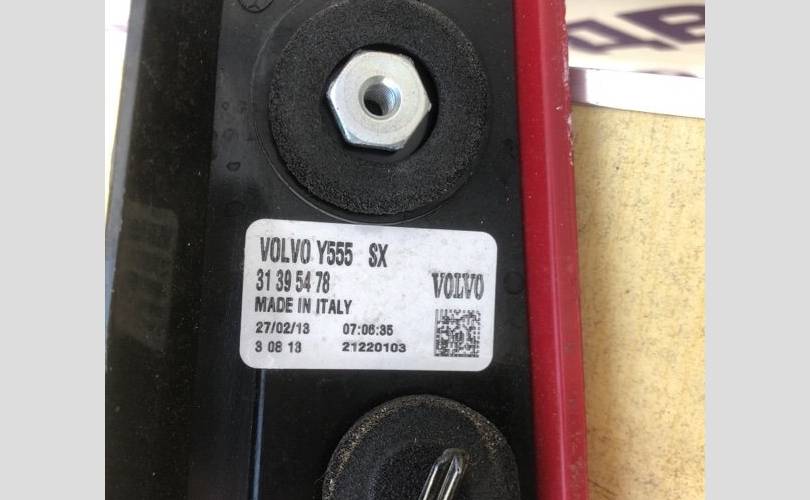 VOLVO Y555 SX
31 39 54 78
VOLVO
MADE IN ITALY
27/02/13 07:06:35
3 08 13 21220103